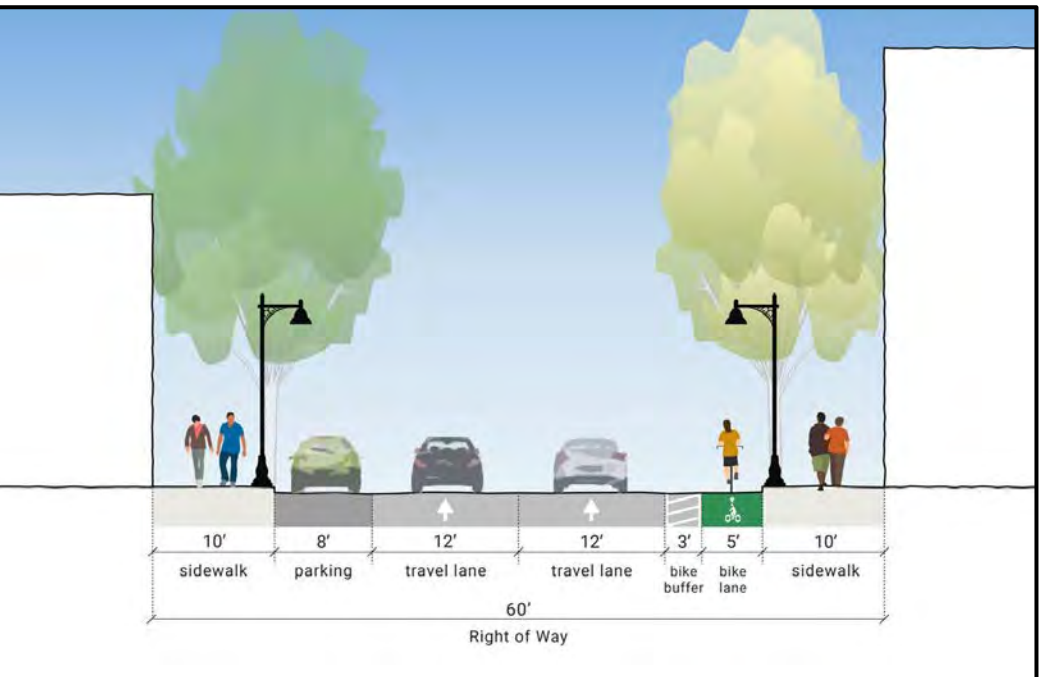 10' 8' 12' 12' 3' 5' 10'
sidewalk parking travel lane travel lane bike buffer bike lane sidewalk
60'
Right of Way